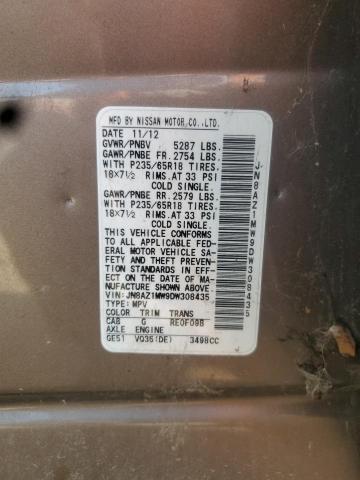 MFD BY NISSAN MOTOR CO.,LTD.
DATE 11/12
GVWR/PNBV 5287 LBS.
GAWR/PNBE FR. 2754 LBS.
WITH P235/65R18 TIRES.
18X7½ RIMS.AT 33 PSI
COLD SINGLE.
GAWR/PNBE RR. 2579 LBS.
WITH P235/65R18 TIRES.
18X7½ RIMS.AT 33 PSI
COLD SINGLE.
THIS VEHICLE CONFORMS
TO ALL APPLICABLE FED-
ERAL MOTOR VEHICLE SA-
FETY AND THEFT PREVEN-
TION STANDARDS IN EFF-
ECT ON THE DATE OF MA-
NUFACTURE SHOWN ABOVE.
VIN: JN8AZ1MW9DW308435
TYPE: MPV
COLOR TRIM TRANS
CAB G RE0F09B
AXLE ENGINE
GE51 VQ35(DE) 3498CC
JN8AZ1MW9DW308435